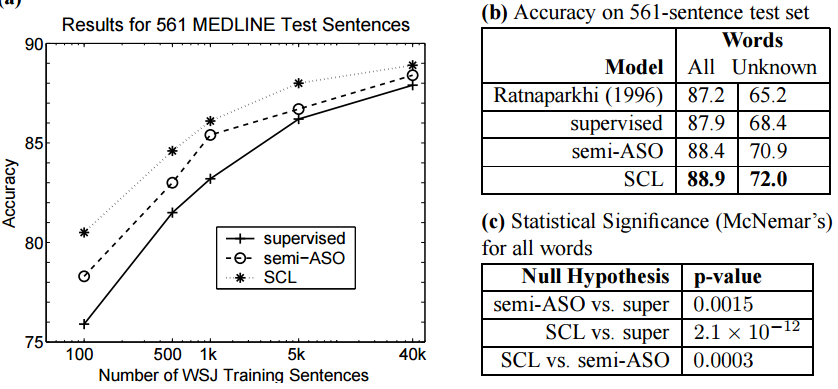 (a)
Results for 561 MEDLINE Test Sentences
90
85
80
75
Accuracy
supervised
semi-ASO
SCL
100 500 1k 5k 40k
Number of WSJ Training Sentences
(b) Accuracy on 561-sentence test set
Words
Model All Unknown
Ratnaparkhi (1996) 87.2 65.2
supervised 87.9 68.4
semi-ASO 88.4 70.9
SCL 88.9 72.0
(c) Statistical Significance (McNemar's)
for all words
Null Hypothesis p-value
semi-ASO vs. super 0.0015
SCL vs. super 2.1 × 10⁻¹²
SCL vs. semi-ASO 0.0003